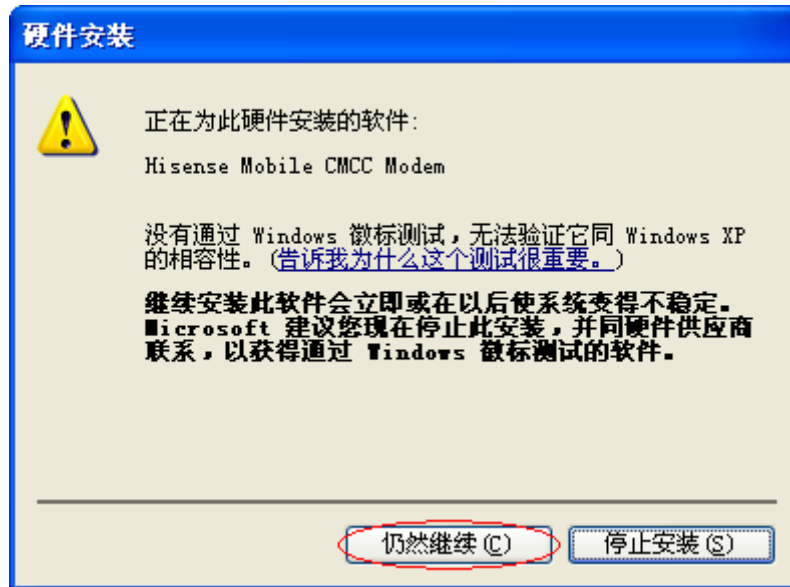 硬件安装
正在为此硬件安装的软件:
Hisense Mobile CMCC Modem
没有通过 Windows 徽标测试，无法验证它同 Windows XP
的相容性。(告诉我为什么这个测试很重要。)
继续安装此软件会立即或在以后使系统变得不稳定。
Microsoft 建议您现在停止此安装，并同硬件供应商
联系，以获得通过 Windows 徽标测试的软件。
仍然继续(C)
停止安装(S)